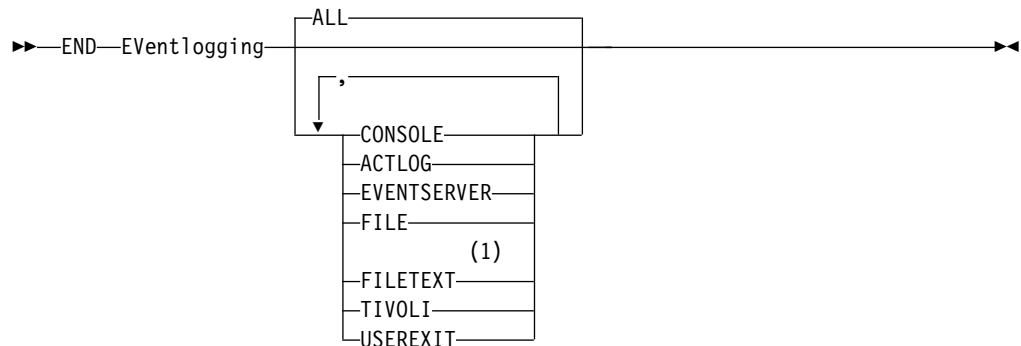 ALL
END EVentlogging
,
CONSOLE
ACTLOG
EVENTSERVER
FILE
(1)
FILETEXT
TIVOLI
USEREXIT